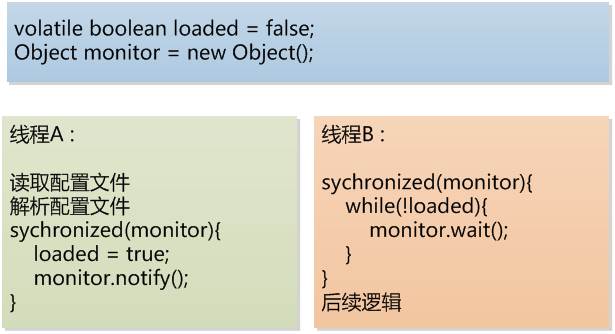 volatile boolean loaded = false;
Object monitor = new Object();
线程A：
读取配置文件
解析配置文件
sychronized(monitor){
loaded = true;
monitor.notify();
}
线程B：
sychronized(monitor){
while(!loaded){
monitor.wait();
}
}
后续逻辑